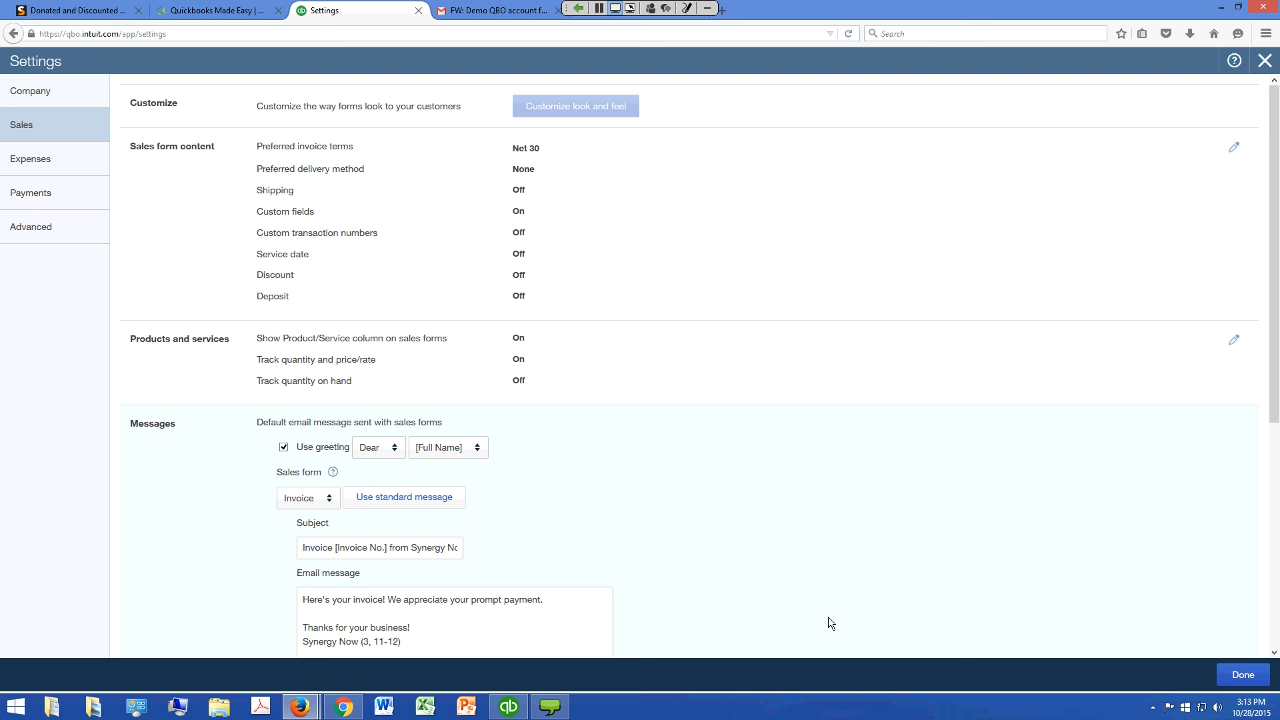 Donated and Discounted ...
Quickbooks Made Easy | ...
Settings
FW: Demo QBO account f...
https://qbo.intuit.com/app/settings
Search
Settings
Company
Sales
Expenses
Payments
Advanced
Customize
Customize the way forms look to your customers
Customize look and feel
Sales form content
Preferred invoice terms
Net 30
Preferred delivery method
None
Shipping
Off
Custom fields
On
Custom transaction numbers
Off
Service date
Off
Discount
Off
Deposit
Off
Products and services
Show Product/Service column on sales forms
On
Track quantity and price/rate
On
Track quantity on hand
Off
Messages
Default email message sent with sales forms
Use greeting
Dear
[Full Name]
Sales form
Invoice
Use standard message
Subject
Invoice [Invoice No.] from Synergy No
Email message
Here's your invoice! We appreciate your prompt payment.
Thanks for your business!
Synergy Now (3, 11-12)
Done
3:13 PM
10/28/2015